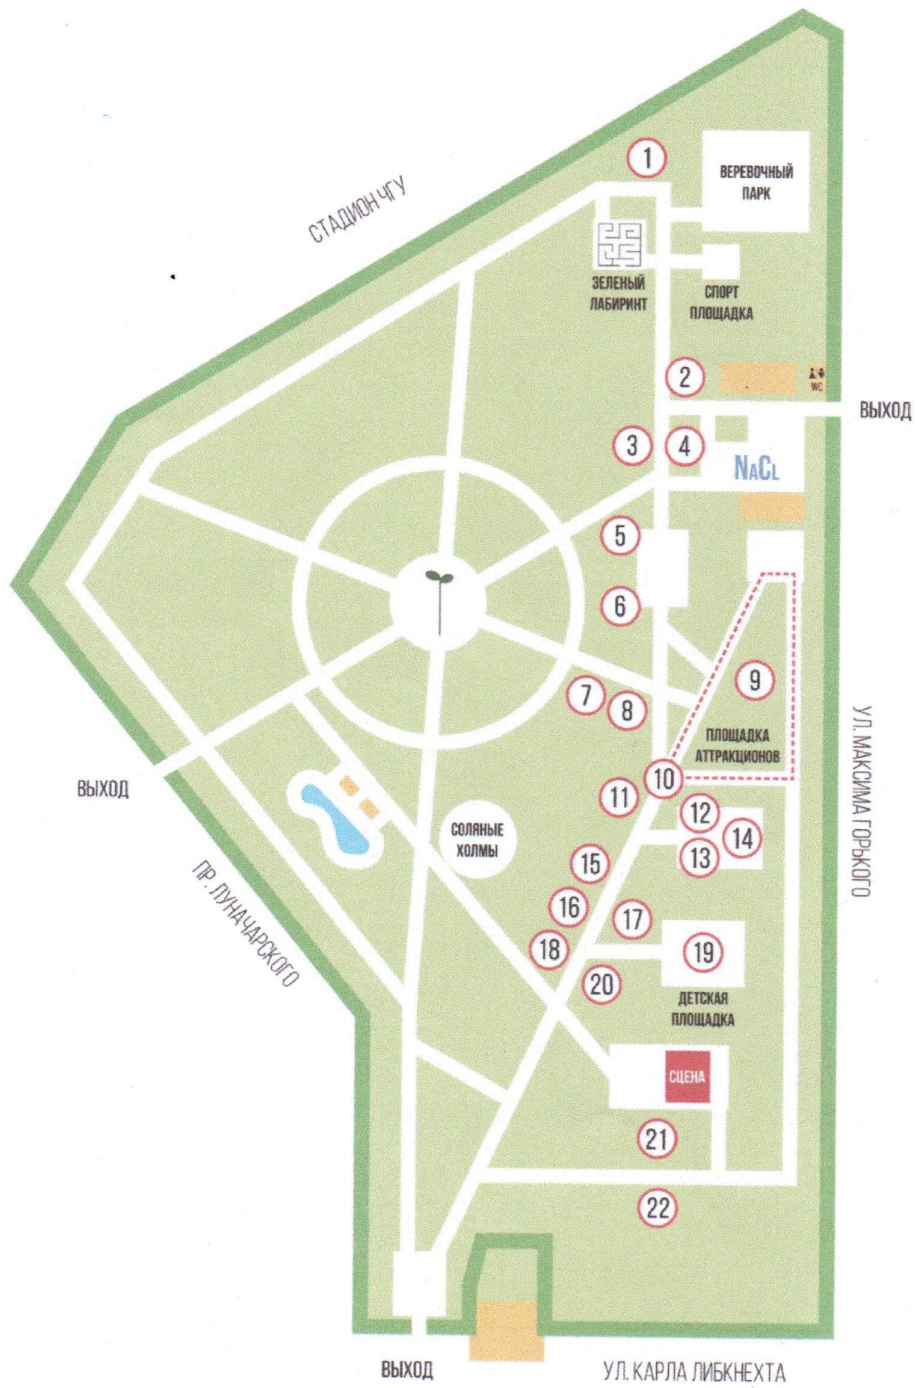 1
ВЕРЕВОЧНЫЙ
ПАРК
СТАДИОН ЧГУ
ЗЕЛЕНЫЙ
ЛАБИРИНТ
СПОРТ
ПЛОЩАДКА
2
WC
ВЫХОД
3
4
NaCl
5
6
7
8
9
ПЛОЩАДКА
АТТРАКЦИОНОВ
УЛ. МАКСИМА ГОРЬКОГО
ВЫХОД
10
11
12
13
14
СОЛЯНЫЕ
ХОЛМЫ
ПР. ЛУНАЧАРСКОГО
15
16
17
18
19
20
ДЕТСКАЯ
ПЛОЩАДКА
СЦЕНА
21
22
ВЫХОД
УЛ. КАРЛА ЛИБКНЕХТА